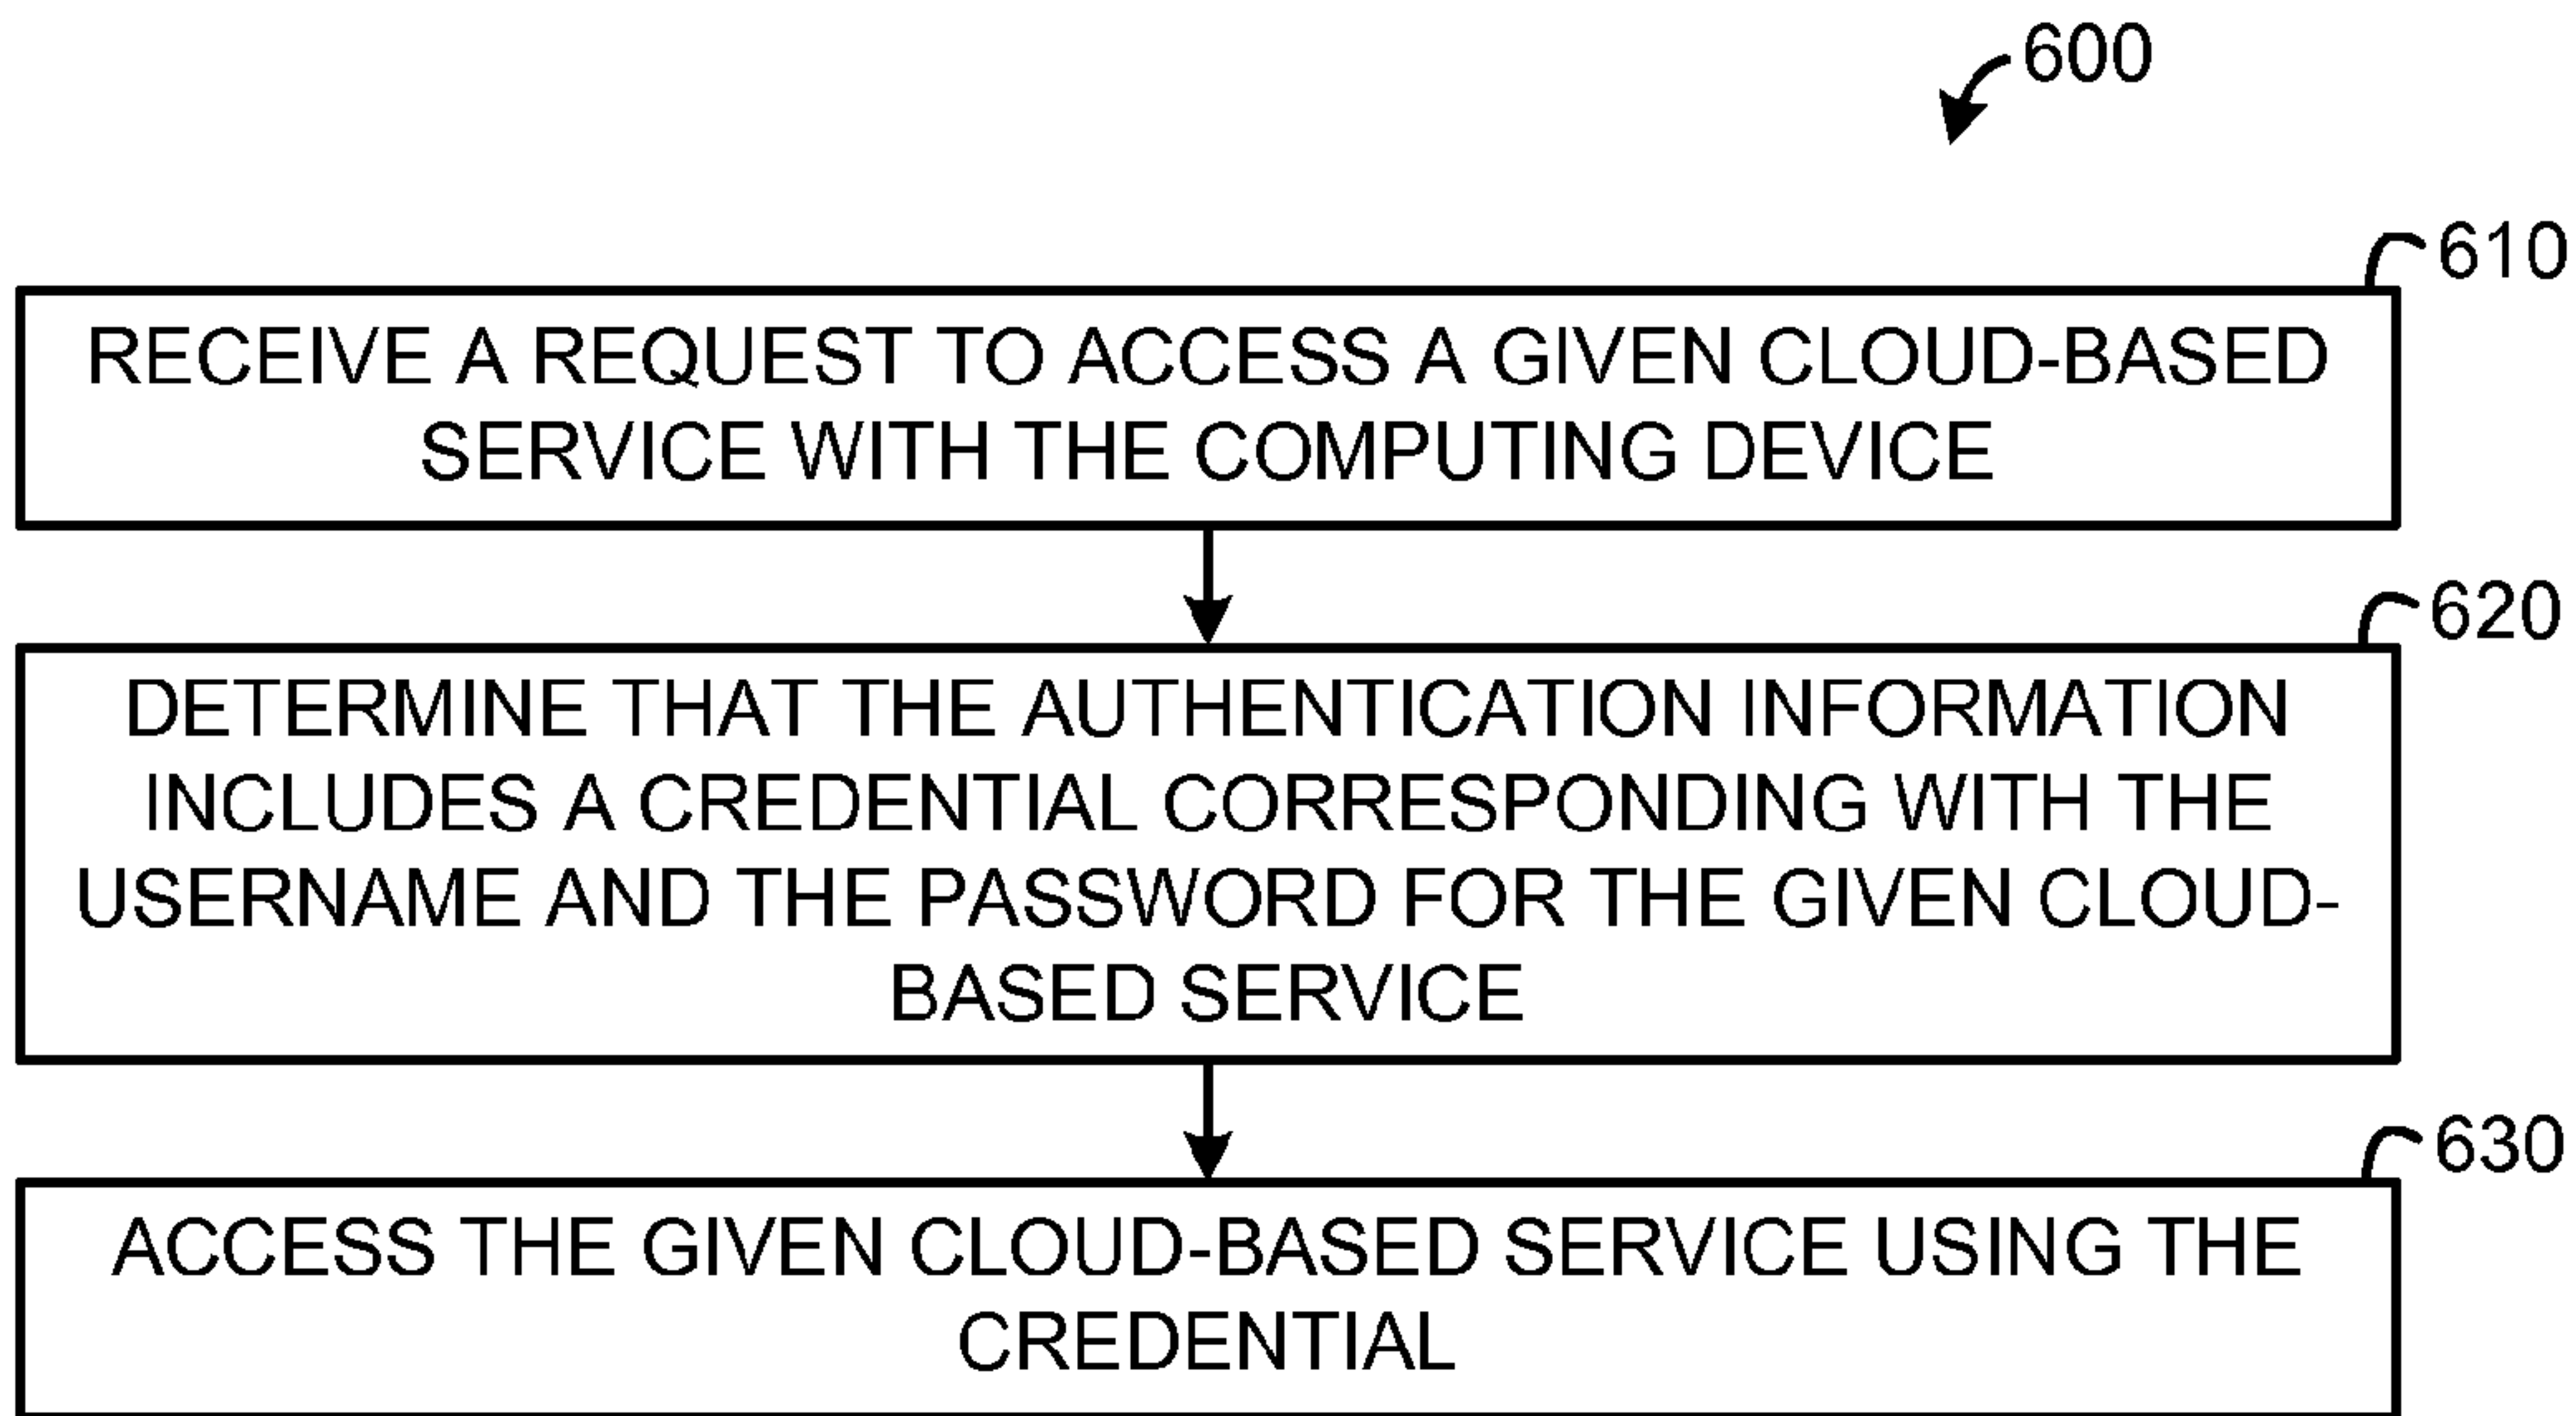 600
610
RECEIVE A REQUEST TO ACCESS A GIVEN CLOUD-BASED
SERVICE WITH THE COMPUTING DEVICE
620
DETERMINE THAT THE AUTHENTICATION INFORMATION
INCLUDES A CREDENTIAL CORRESPONDING WITH THE
USERNAME AND THE PASSWORD FOR THE GIVEN CLOUD-
BASED SERVICE
630
ACCESS THE GIVEN CLOUD-BASED SERVICE USING THE
CREDENTIAL